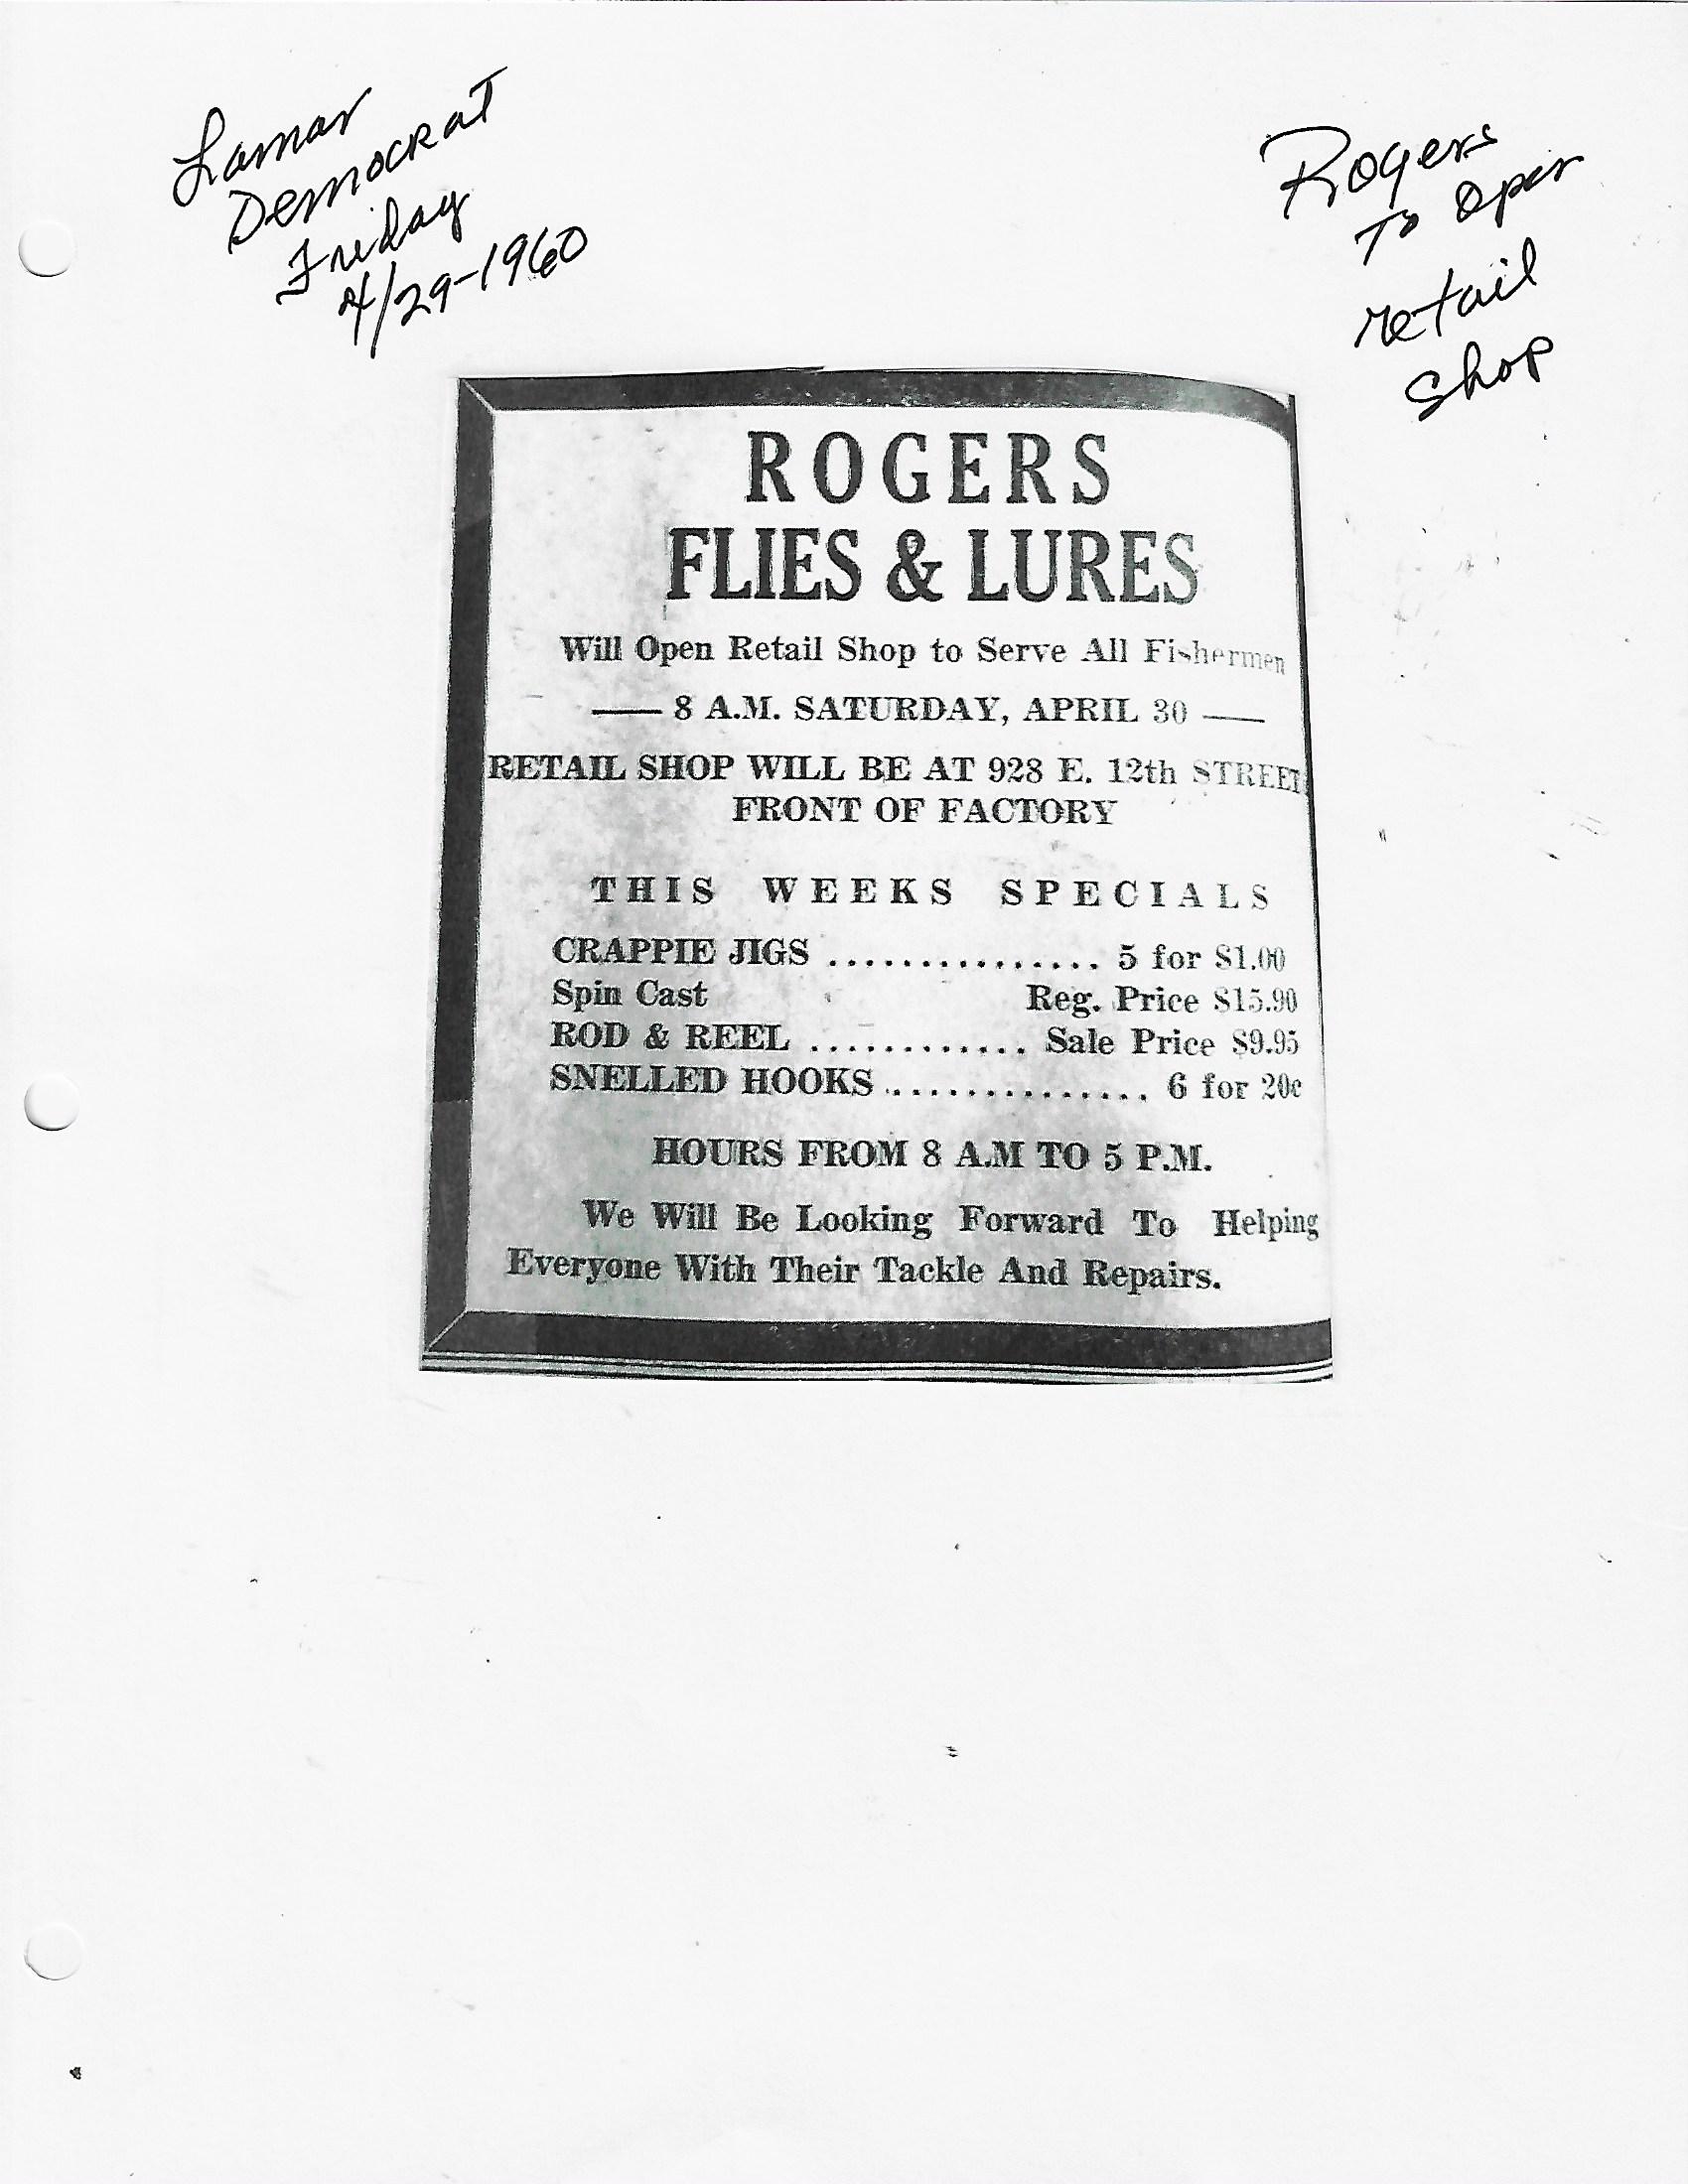 Lamar
Democrat
Friday
4/29-1960
Rogers
To Open
retail
Shop
ROGERS
FLIES & LURES
Will Open Retail Shop to Serve All Fishermen
— 8 A.M. SATURDAY, APRIL 30 —
RETAIL SHOP WILL BE AT 928 E. 12th STREET
FRONT OF FACTORY
THIS WEEKS SPECIALS
CRAPPIE JIGS ............... 5 for $1.00
Spin Cast Reg. Price $15.90
ROD & REEL ............ Sale Price $9.95
SNELLED HOOKS .............. 6 for 20c
HOURS FROM 8 A.M TO 5 P.M.
We Will Be Looking Forward To Helping
Everyone With Their Tackle And Repairs.